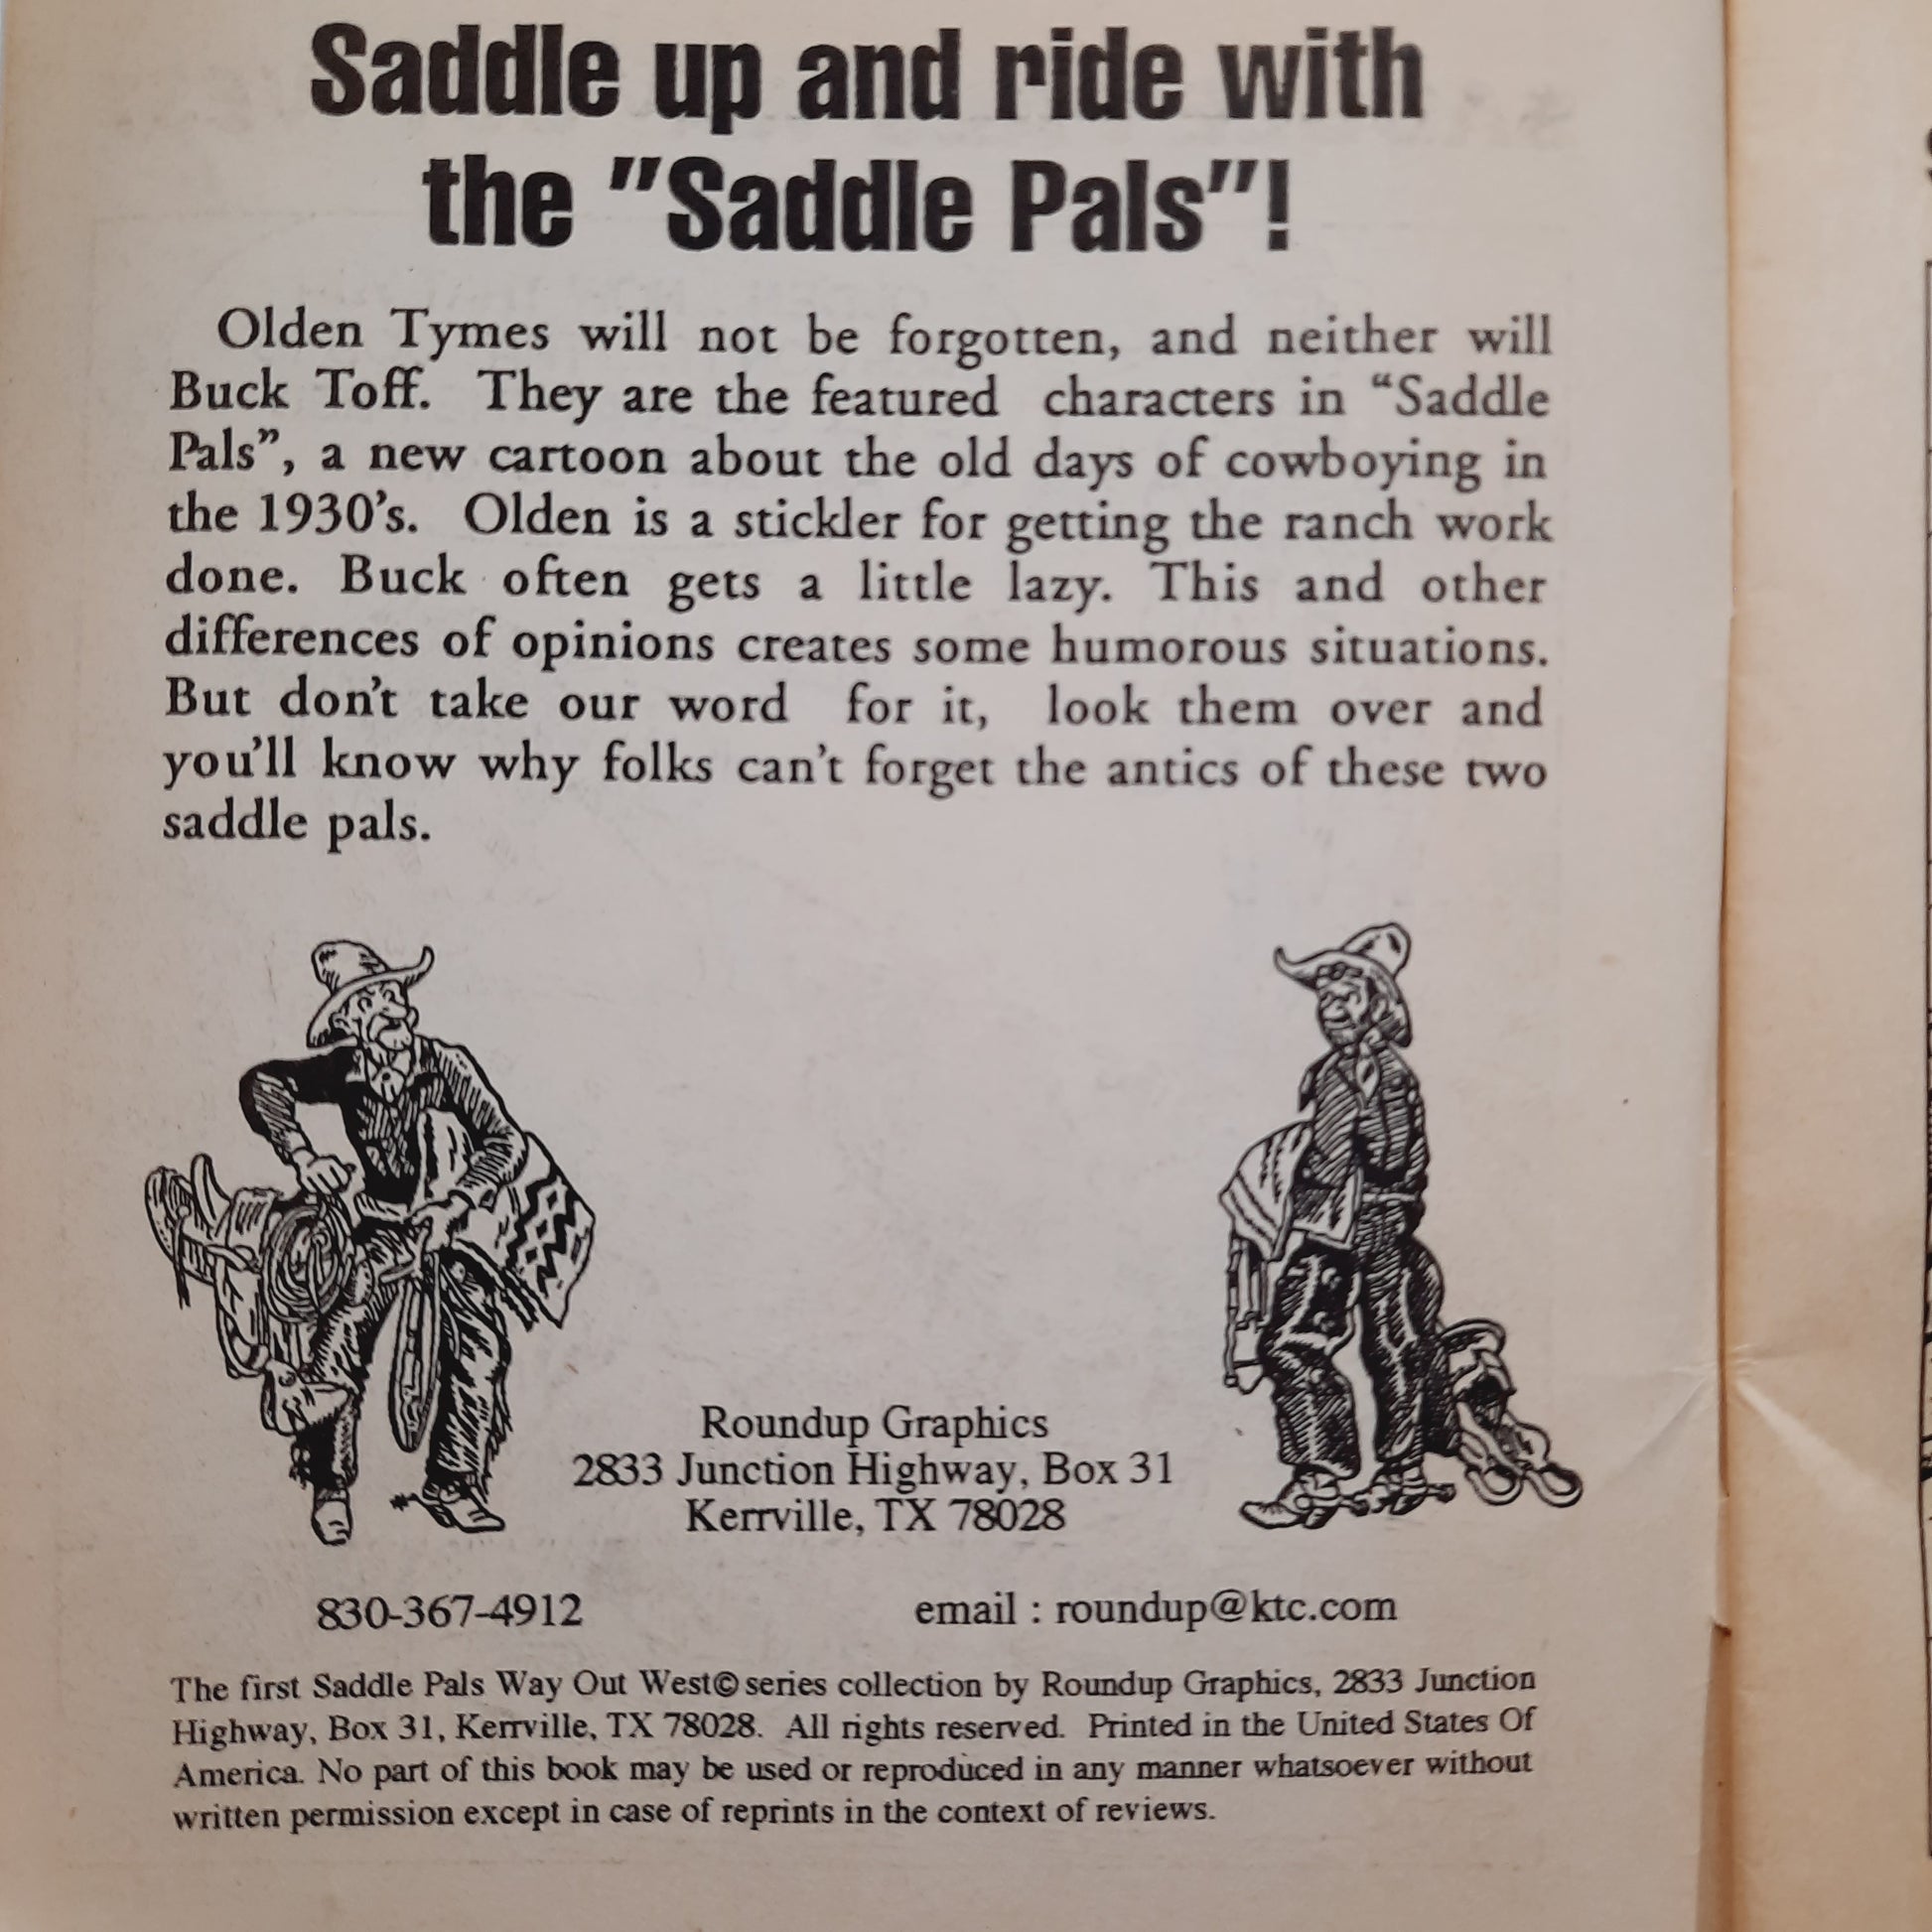 Saddle up and ride with
the "Saddle Pals"!
Olden Tymes will not be forgotten, and neither will
Buck Toff. They are the featured characters in “Saddle
Pals”, a new cartoon about the old days of cowboying in
the 1930’s. Olden is a stickler for getting the ranch work
done. Buck often gets a little lazy. This and other
differences of opinions creates some humorous situations.
But don’t take our word for it, look them over and
you’ll know why folks can’t forget the antics of these two
saddle pals.
Roundup Graphics
2833 Junction Highway, Box 31
Kerrville, TX 78028
830-367-4912 email : roundup@ktc.com
The first Saddle Pals Way Out West© series collection by Roundup Graphics, 2833 Junction
Highway, Box 31, Kerrville, TX 78028. All rights reserved. Printed in the United States Of
America. No part of this book may be used or reproduced in any manner whatsoever without
written permission except in case of reprints in the context of reviews.